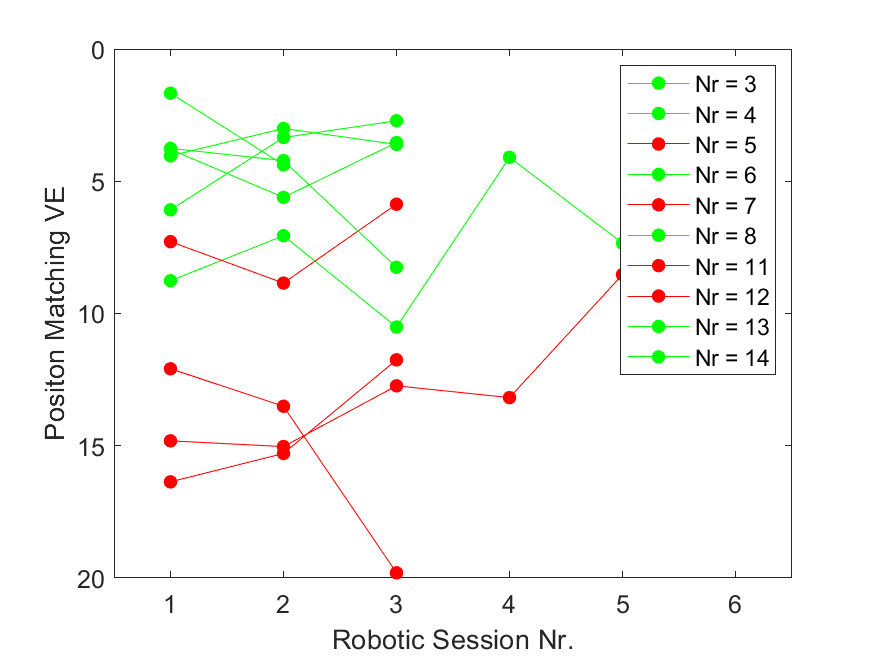 0
5
10
15
20
Positon Matching VE
1 2 3 4 5 6
Robotic Session Nr.
Nr = 3
Nr = 4
Nr = 5
Nr = 6
Nr = 7
Nr = 8
Nr = 11
Nr = 12
Nr = 13
Nr = 14